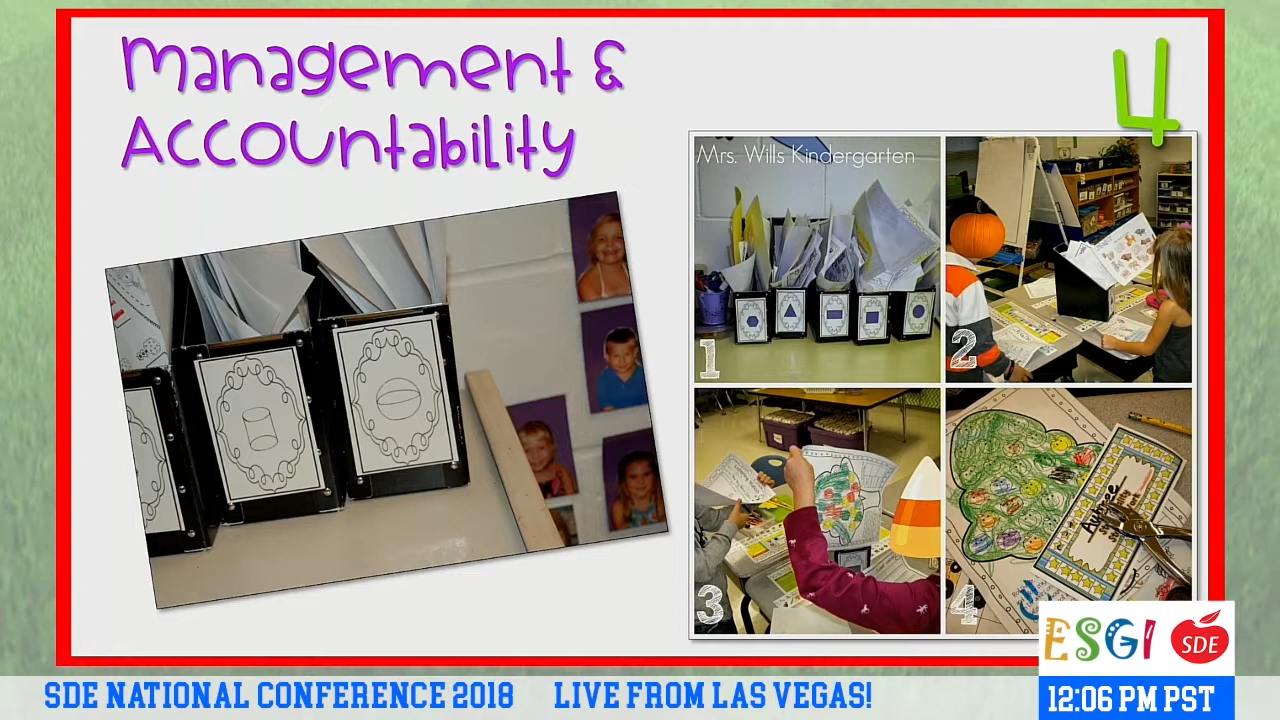 Management &
Accountability
4
Mrs. Wills Kindergarten
1
2
3
4
ESGI
SDE
SDE NATIONAL CONFERENCE 2018 LIVE FROM LAS VEGAS!
12:06 PM PST